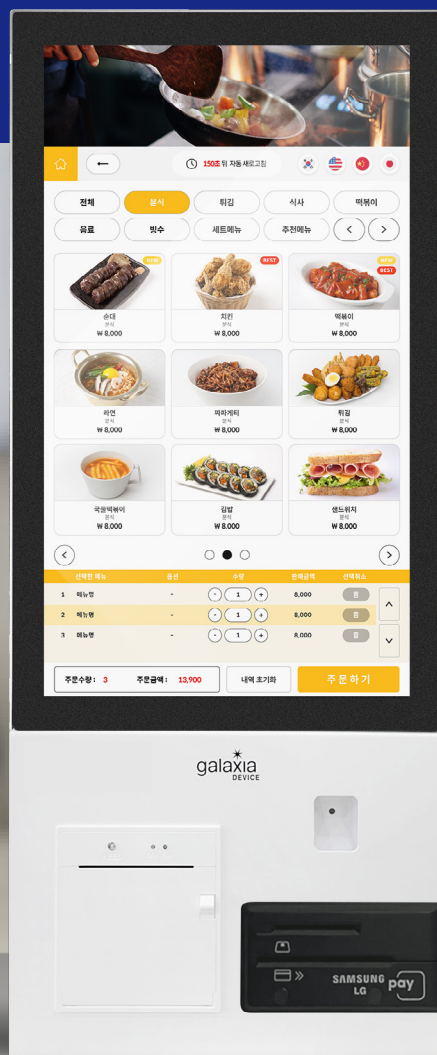 150초 뒤 자동 새로고침
전체 분식 튀김 식사 떡볶이
음료 빙수 세트메뉴 추천메뉴
NEW BEST NEW
BEST
순대 치킨 떡볶이
분식 분식 분식
₩ 8,000 ₩ 8,000 ₩ 8,000
라면 짜파게티 튀김
분식 분식 분식
₩ 8,000 ₩ 8,000 ₩ 8,000
국물떡볶이 김밥 샌드위치
분식 분식 분식
₩ 8,000 ₩ 8,000 ₩ 8,000
선택한 메뉴 옵션 수량 판매금액 선택취소
1 메뉴명 - - 1 + 8,000
2 메뉴명 - - 1 + 8,000
3 메뉴명 - - 1 + 8,000
주문수량 : 3 주문금액 : 13,900 내역 초기화 주문하기
galaxia
DEVICE
SAMSUNG pay
LG